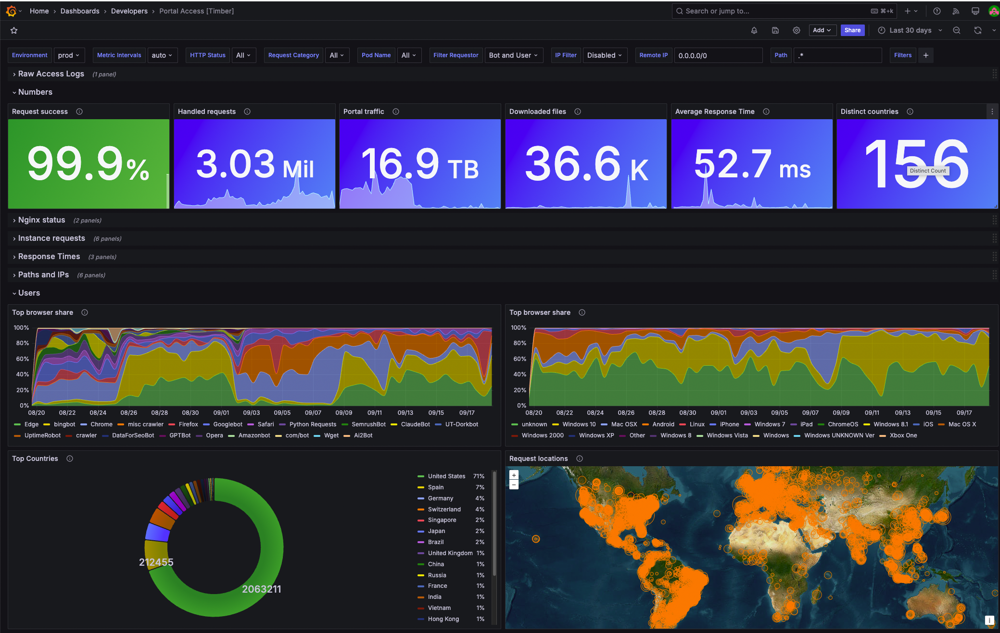 Home › Dashboards › Developers › Portal Access [Timber]
Search or jump to... ⌘+k
Add
Share
Last 30 days
Environment prod Metric Intervals auto HTTP Status All Request Category All Pod Name All Filter Requestor Bot and User IP Filter Disabled Remote IP 0.0.0.0/0 Path .* Filters +
Raw Access Logs (1 panel)
Numbers
Request success
99.9%
Handled requests
3.03 Mil
Portal traffic
16.9 TB
Downloaded files
36.6 K
Average Response Time
52.7 ms
Distinct countries
156
Distinct Count
Nginx status (2 panels)
Instance requests (6 panels)
Response Times (3 panels)
Paths and IPs (6 panels)
Users
Top browser share
100%
80%
60%
40%
20%
0%
08/20 08/22 08/24 08/26 08/28 08/30 09/01 09/03 09/05 09/07 09/09 09/11 09/13 09/15 09/17
Edge bingbot Chrome misc crawler Firefox Googlebot Safari Python Requests SemrushBot ClaudeBot UT-Dorkbot
UptimeRobot crawler DataForSeoBot GPTBot Opera Amazonbot com/bot Wget Ai2Bot
Top browser share
100%
80%
60%
40%
20%
0%
08/20 08/22 08/24 08/26 08/28 08/30 09/01 09/03 09/05 09/07 09/09 09/11 09/13 09/15 09/17
unknown Windows 10 Mac OSX Android Linux iPhone Windows 7 iPad ChromeOS Windows 8.1 iOS Mac OS X
Windows 2000 Windows XP Other Windows 8 Windows Vista Windows Windows UNKNOWN Ver Xbox One
Top Countries
212455
2063211
United States 71%
Spain 7%
Germany 4%
Switzerland 4%
Singapore 2%
Japan 2%
Brazil 2%
United Kingdom 1%
China 1%
Russia 1%
France 1%
India 1%
Vietnam 1%
Hong Kong 1%
Request locations
+
−
i